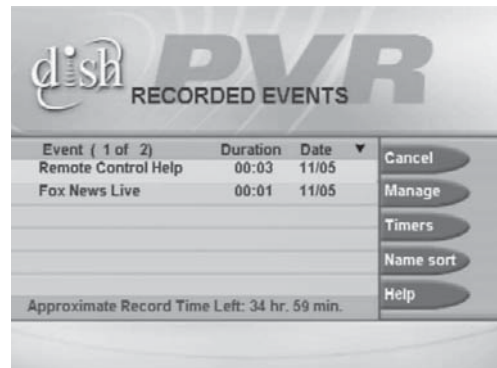 dish
PVR
RECORDED EVENTS
Event ( 1 of 2) Duration Date ▼
Remote Control Help 00:03 11/05
Fox News Live 00:01 11/05
Approximate Record Time Left: 34 hr. 59 min.
Cancel
Manage
Timers
Name sort
Help